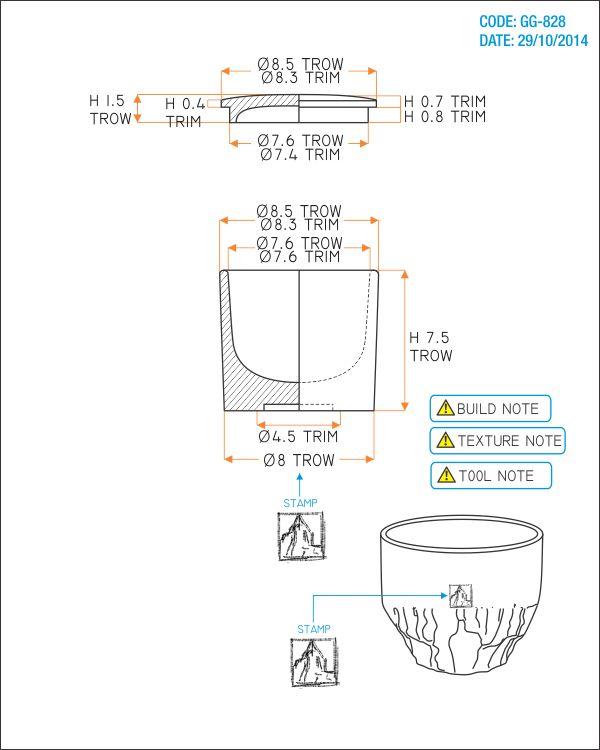 CODE: GG-828
DATE: 29/10/2014
Ø8.5 TROW
Ø8.3 TRIM
H 1.5
TROW
H 0.4
TRIM
H 0.7 TRIM
H 0.8 TRIM
Ø7.6 TROW
Ø7.4 TRIM
Ø8.5 TROW
Ø8.3 TRIM
Ø7.6 TROW
Ø7.6 TRIM
H 7.5
TROW
BUILD NOTE
TEXTURE NOTE
TOOL NOTE
Ø4.5 TRIM
Ø8 TROW
STAMP
STAMP